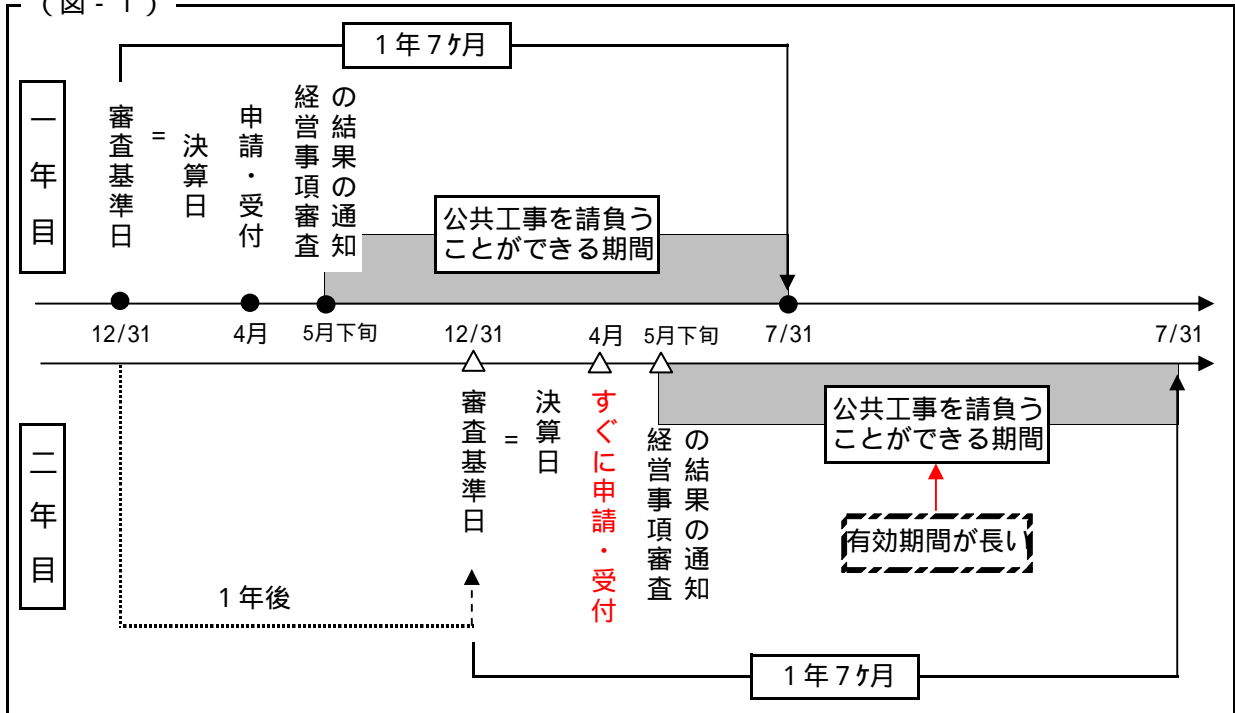 （図-１）
１年７ヶ月
一年目
審査基準日
=
決算日
申請・受付
の結果の通知
経営事項審査
公共工事を請負う
ことができる期間
12/31
4月
5月下旬
12/31
4月
5月下旬
7/31
7/31
二年目
審査基準日
=
決算日
すぐに申請・受付
の結果の通知
経営事項審査
公共工事を請負う
ことができる期間
有効期間が長い
１年後
１年７ヶ月